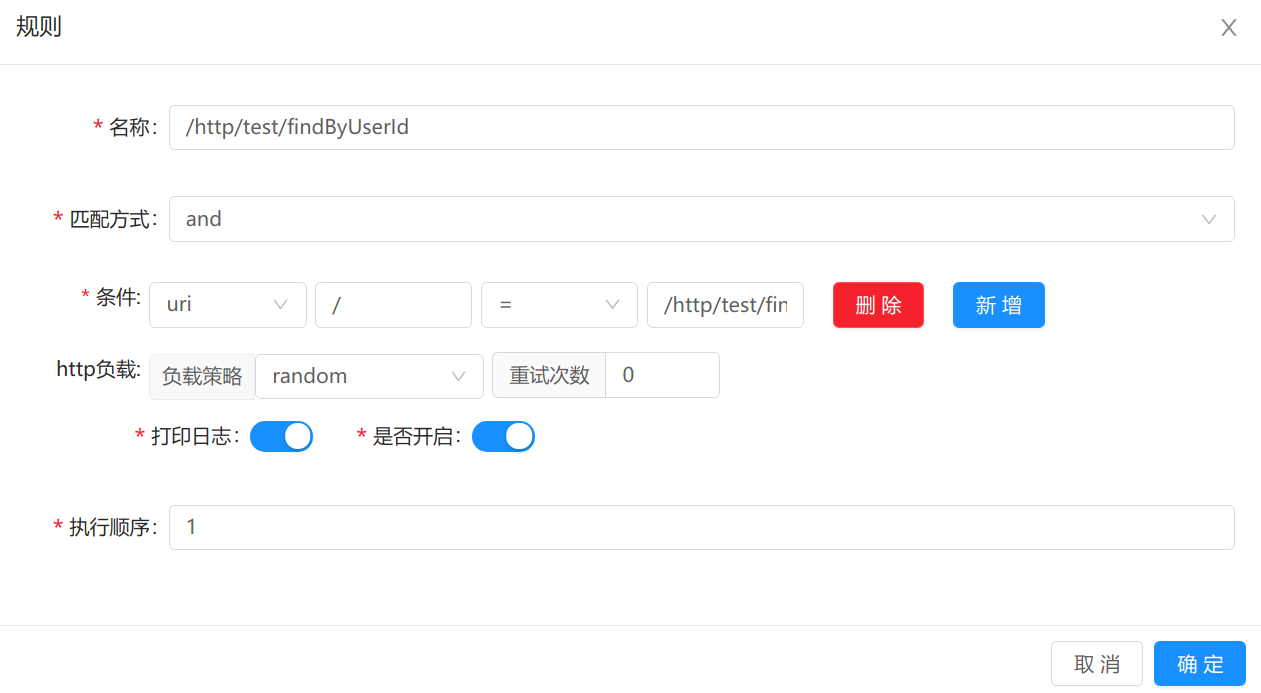 规则
* 名称: /http/test/findByUserId
* 匹配方式: and
* 条件: uri / = /http/test/fin 删 除 新 增
http负载: 负载策略 random 重试次数 0
* 打印日志: * 是否开启:
* 执行顺序: 1
取 消 确 定